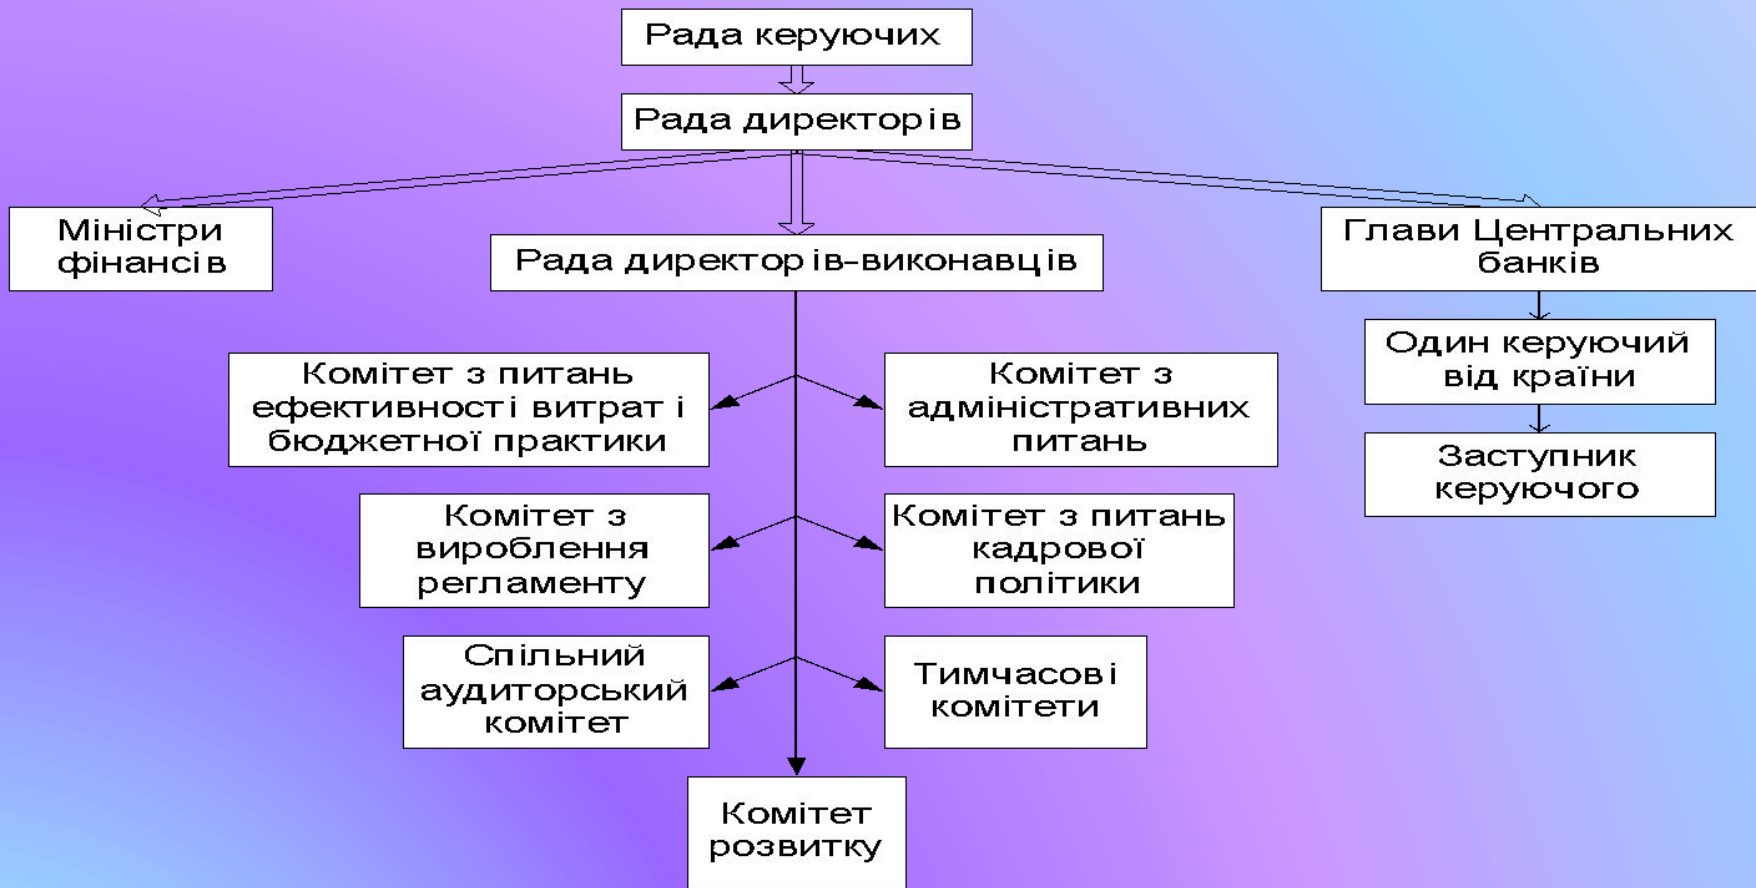 Рада керуючих
Рада директорів
Міністри
фінансів
Рада директорів-виконавців
Глави Центральних
банків
Один керуючий
від країни
Заступник
керуючого
Комітет з питань
ефективності витрат і
бюджетної практики
Комітет з
адміністративних
питань
Комітет з
вироблення
регламенту
Комітет з питань
кадрової
політики
Спільний
аудиторський
комітет
Тимчасові
комітети
Комітет
розвитку